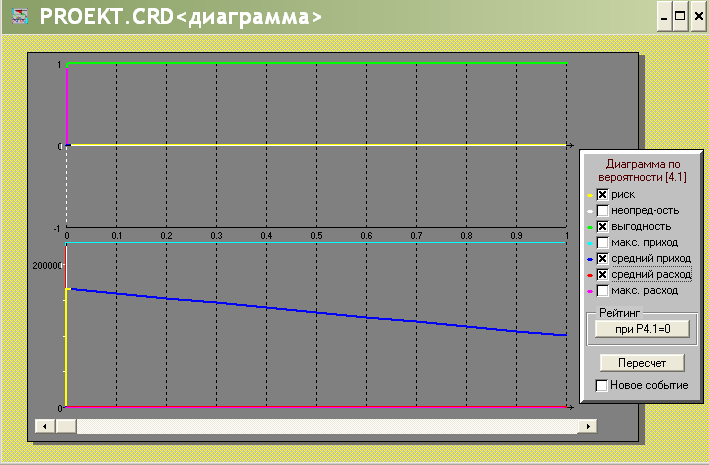 PROEKT.CRD<диаграмма>
1
0
-1
0 0.1 0.2 0.3 0.4 0.5 0.6 0.7 0.8 0.9 1
200000
0
Диаграмма по
вероятности [4.1]
риск
неопред-ость
выгодность
макс. приход
средний приход
средний расход
макс. расход
Рейтинг
при P4.1=0
Пересчет
Новое событие